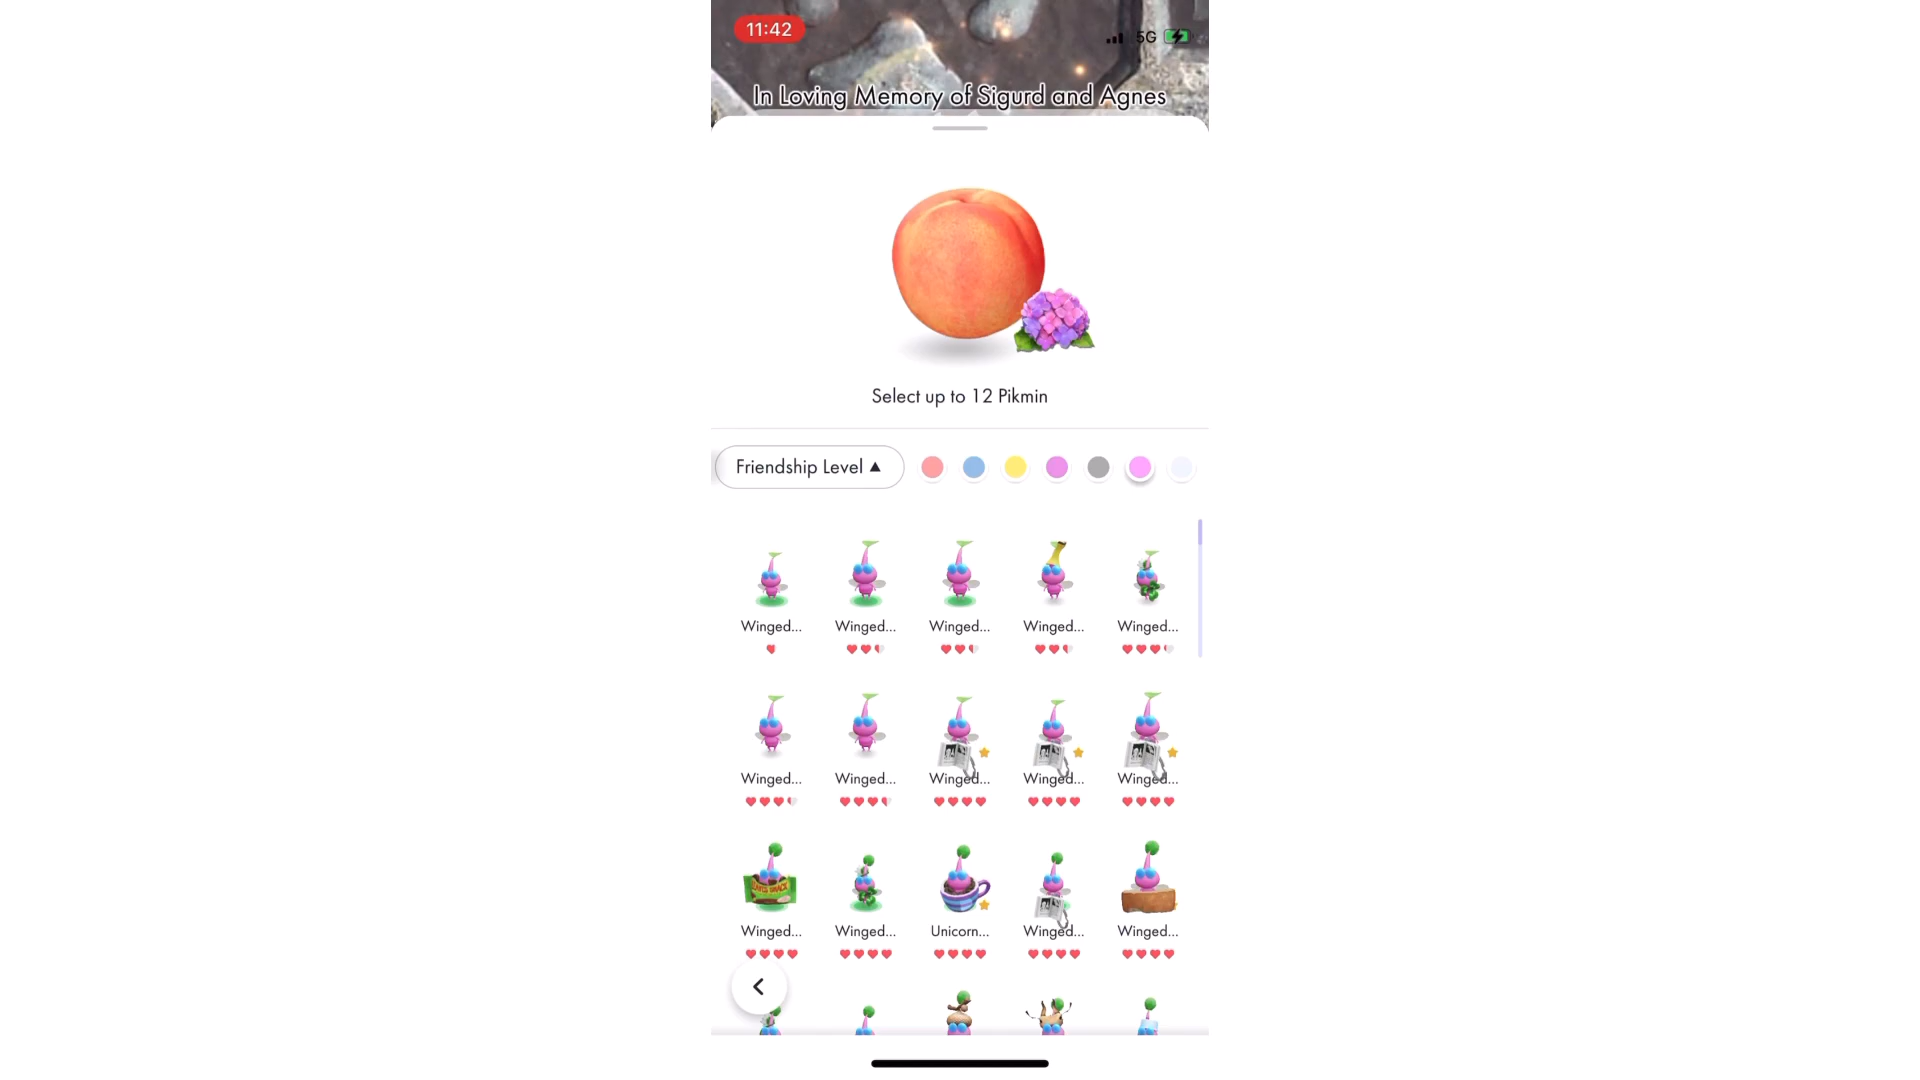 11:42
5G
In Loving Memory of Sigurd and Agnes
Select up to 12 Pikmin
Friendship Level ▲
Winged... Winged... Winged... Winged... Winged...
Winged... Winged... Winged... Winged... Winged...
Winged... Winged... Unicorn... Winged... Winged...